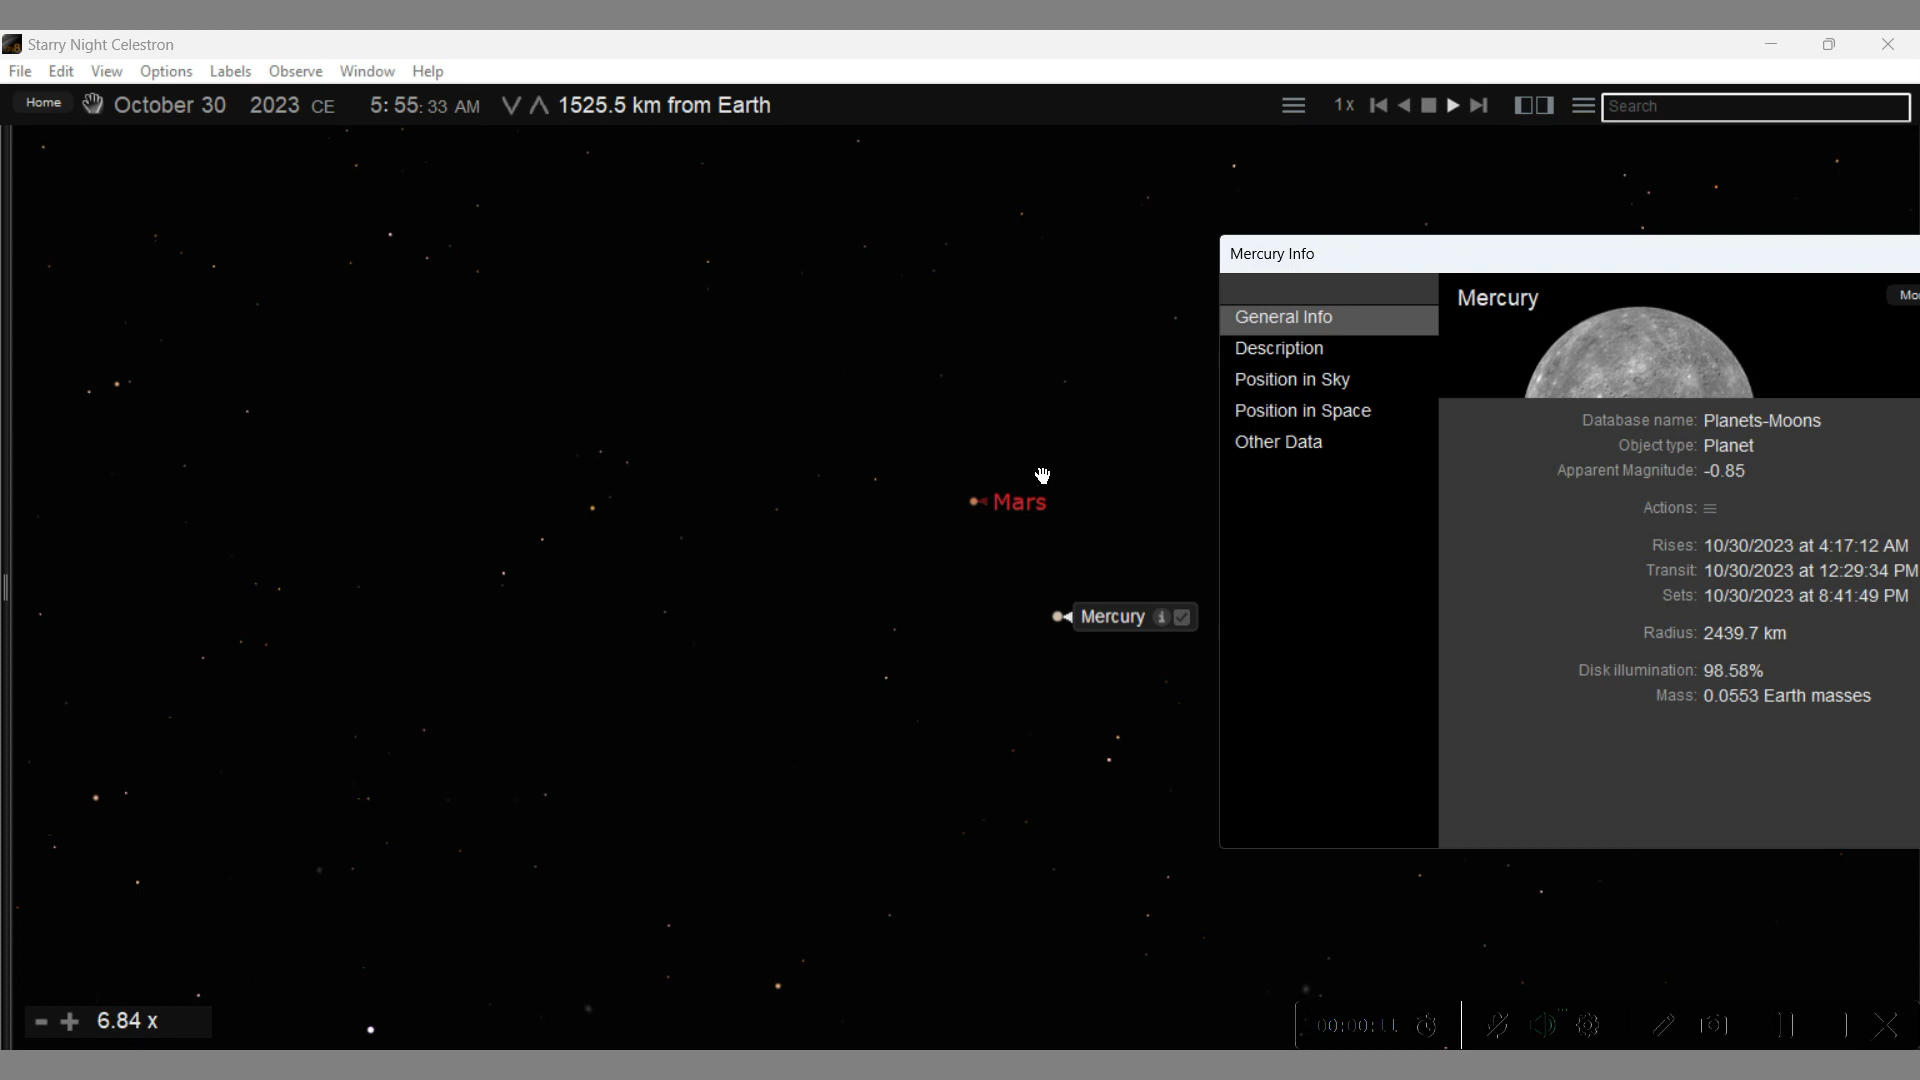 Starry Night Celestron
File Edit View Options Labels Observe Window Help
Home October 30 2023 CE 5:55:33 AM 1525.5 km from Earth 1x Search
Mercury Info
General Info
Description
Position in Sky
Position in Space
Other Data
Mercury
Database name: Planets-Moons
Object type: Planet
Apparent Magnitude: -0.85
Actions:
Rises: 10/30/2023 at 4:17:12 AM
Transit: 10/30/2023 at 12:29:34 PM
Sets: 10/30/2023 at 8:41:49 PM
Radius: 2439.7 km
Disk illumination: 98.58%
Mass: 0.0553 Earth masses
Mars
Mercury
6.84 x
00:00:11